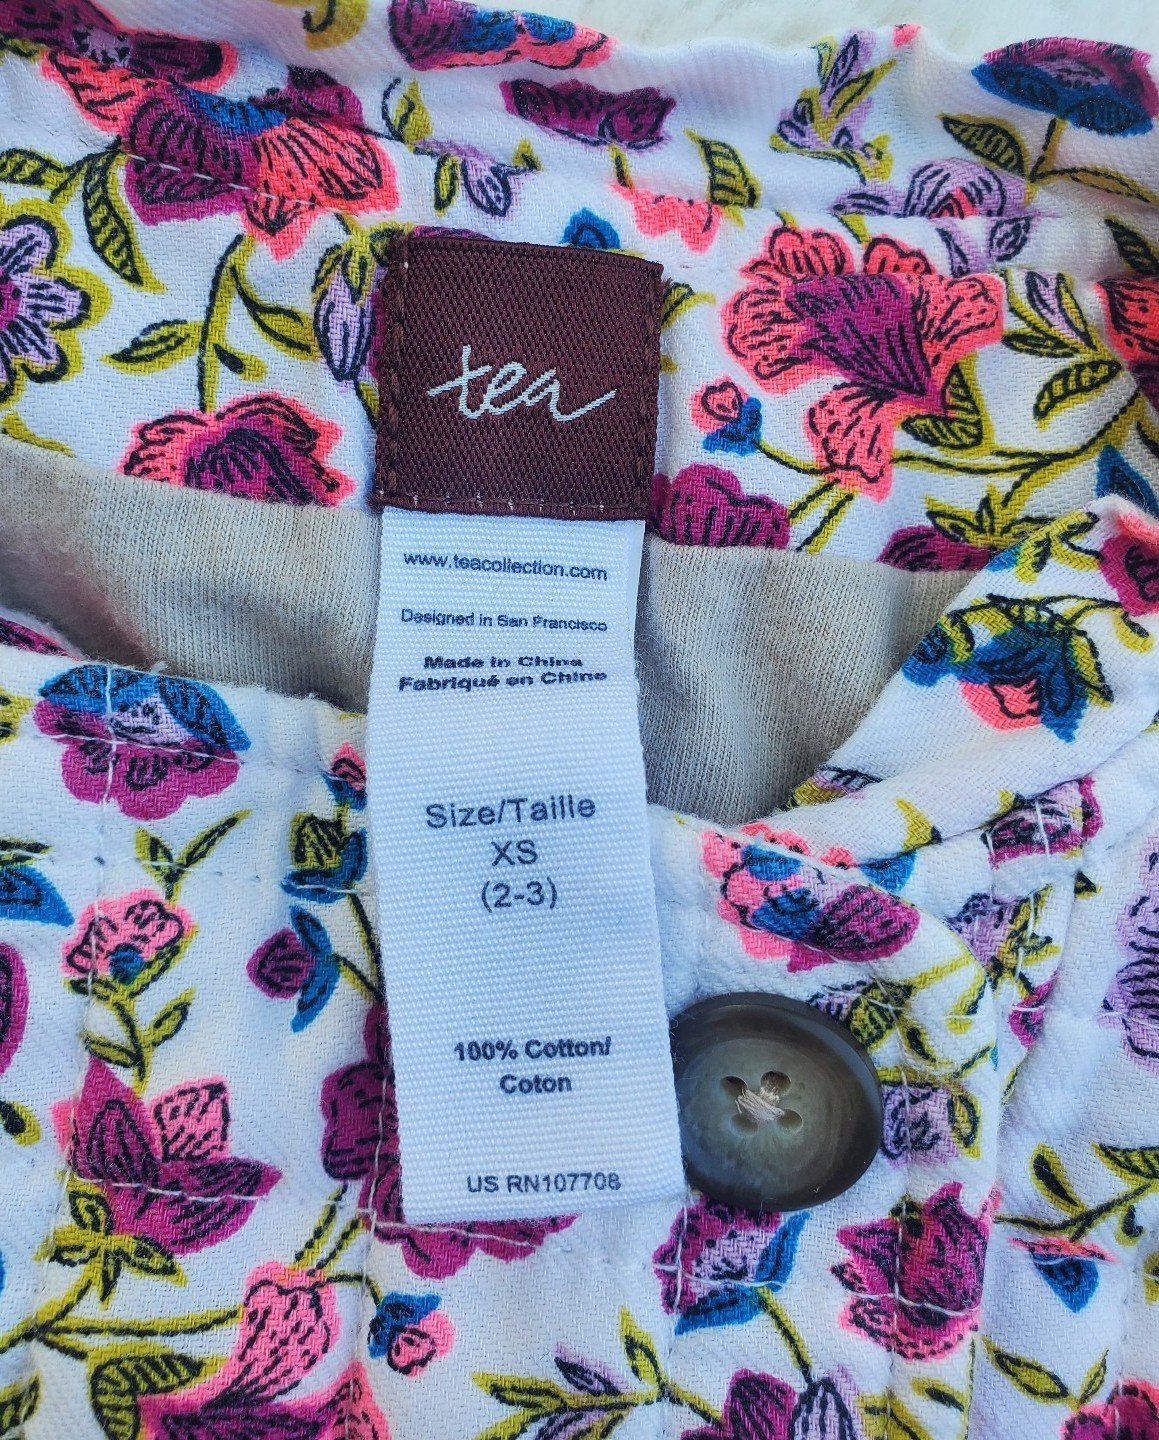 tea
www.teacollection.com
Designed in San Francisco
Made in China
Fabriqué en Chine
Size/Taille
XS
(2-3)
100% Cotton/
Coton
US RN107708